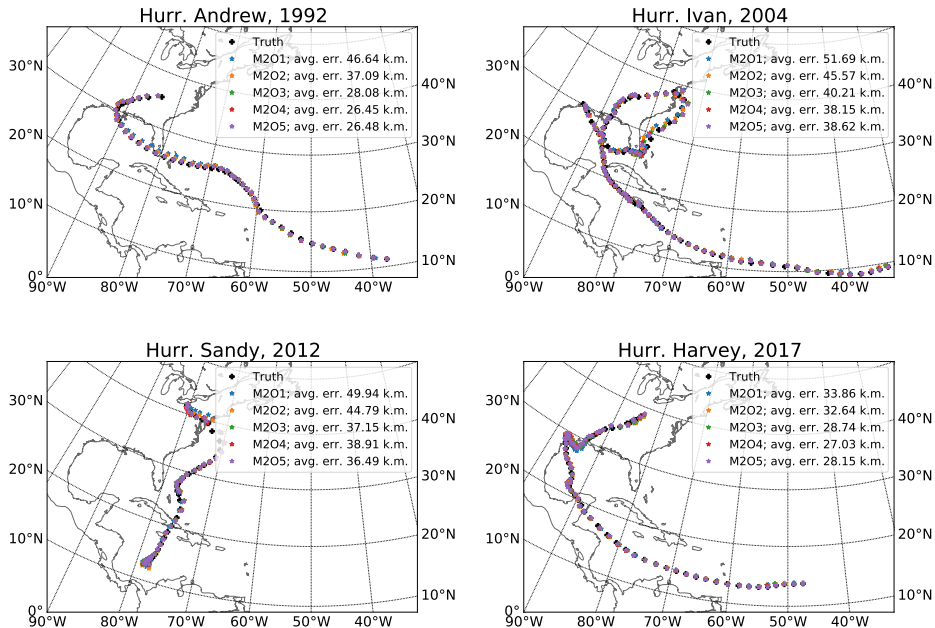 Hurr. Andrew, 1992
Truth
M2O1; avg. err. 46.64 k.m.
M2O2; avg. err. 37.09 k.m.
M2O3; avg. err. 28.08 k.m.
M2O4; avg. err. 26.45 k.m.
M2O5; avg. err. 26.48 k.m.
30°N
20°N
10°N
0°
40°N
30°N
20°N
10°N
90°W 80°W 70°W 60°W 50°W 40°W
Hurr. Ivan, 2004
Truth
M2O1; avg. err. 51.69 k.m.
M2O2; avg. err. 45.57 k.m.
M2O3; avg. err. 40.21 k.m.
M2O4; avg. err. 38.15 k.m.
M2O5; avg. err. 38.62 k.m.
30°N
20°N
10°N
0°
40°N
30°N
20°N
10°N
90°W 80°W 70°W 60°W 50°W 40°W
Hurr. Sandy, 2012
Truth
M2O1; avg. err. 49.94 k.m.
M2O2; avg. err. 44.79 k.m.
M2O3; avg. err. 37.15 k.m.
M2O4; avg. err. 38.91 k.m.
M2O5; avg. err. 36.49 k.m.
30°N
20°N
10°N
0°
40°N
30°N
20°N
10°N
90°W 80°W 70°W 60°W 50°W 40°W
Hurr. Harvey, 2017
Truth
M2O1; avg. err. 33.86 k.m.
M2O2; avg. err. 32.64 k.m.
M2O3; avg. err. 28.74 k.m.
M2O4; avg. err. 27.03 k.m.
M2O5; avg. err. 28.15 k.m.
30°N
20°N
10°N
0°
40°N
30°N
20°N
10°N
90°W 80°W 70°W 60°W 50°W 40°W